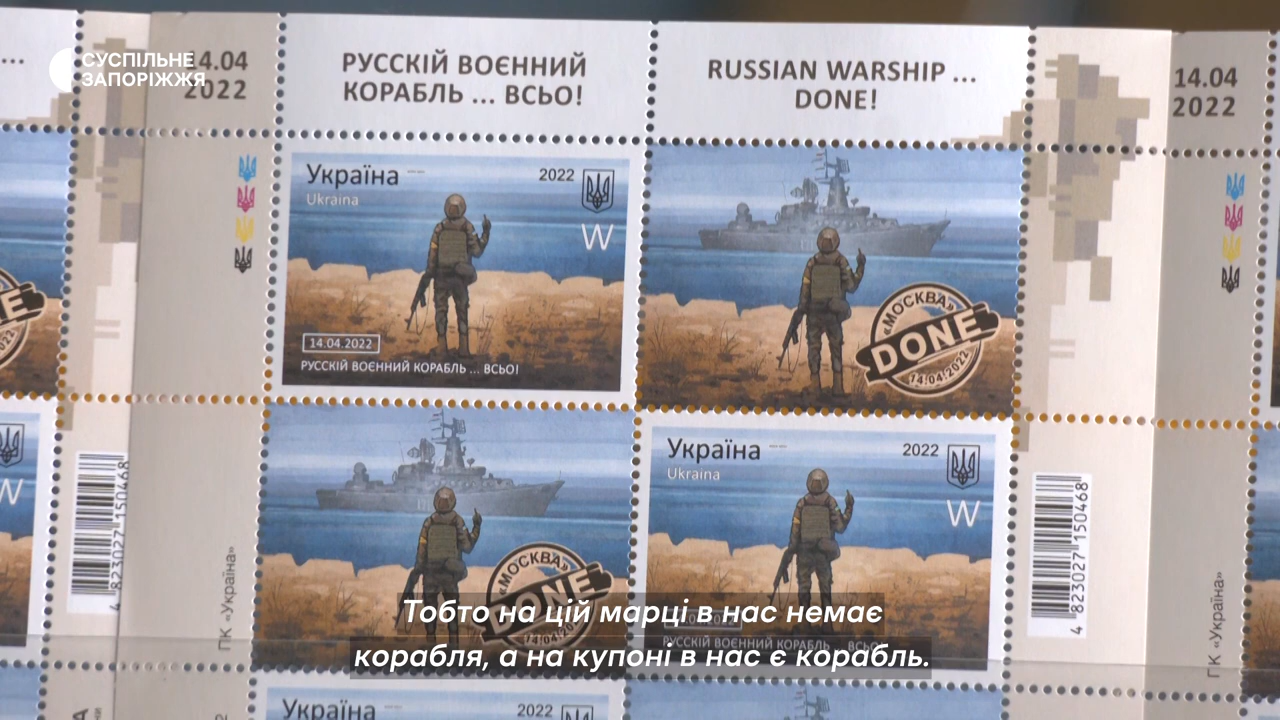 СУСПІЛЬНЕ
ЗАПОРІЖЖЯ
14.04
2022
РУССКІЙ ВОЄННИЙ
КОРАБЛЬ ... ВСЬО!
RUSSIAN WARSHIP ...
DONE!
14.04
2022
Україна
Ukraina
2022
W
14.04.2022
РУССКІЙ ВОЄННИЙ КОРАБЛЬ ... ВСЬО!
«МОСКВА»
DONE
14.04.2022
W
4 823027 150468
ПК «Україна»
«МОСКВА»
DONE
14.04.2022
Україна
Ukraina
2022
W
РУССКІЙ ВОЄННИЙ КОРАБЛЬ ... ВСЬО!
4 823027 150468
ПК «Україна»
Тобто на цій марці в нас немає
корабля, а на купоні в нас є корабль.
Україна
2022